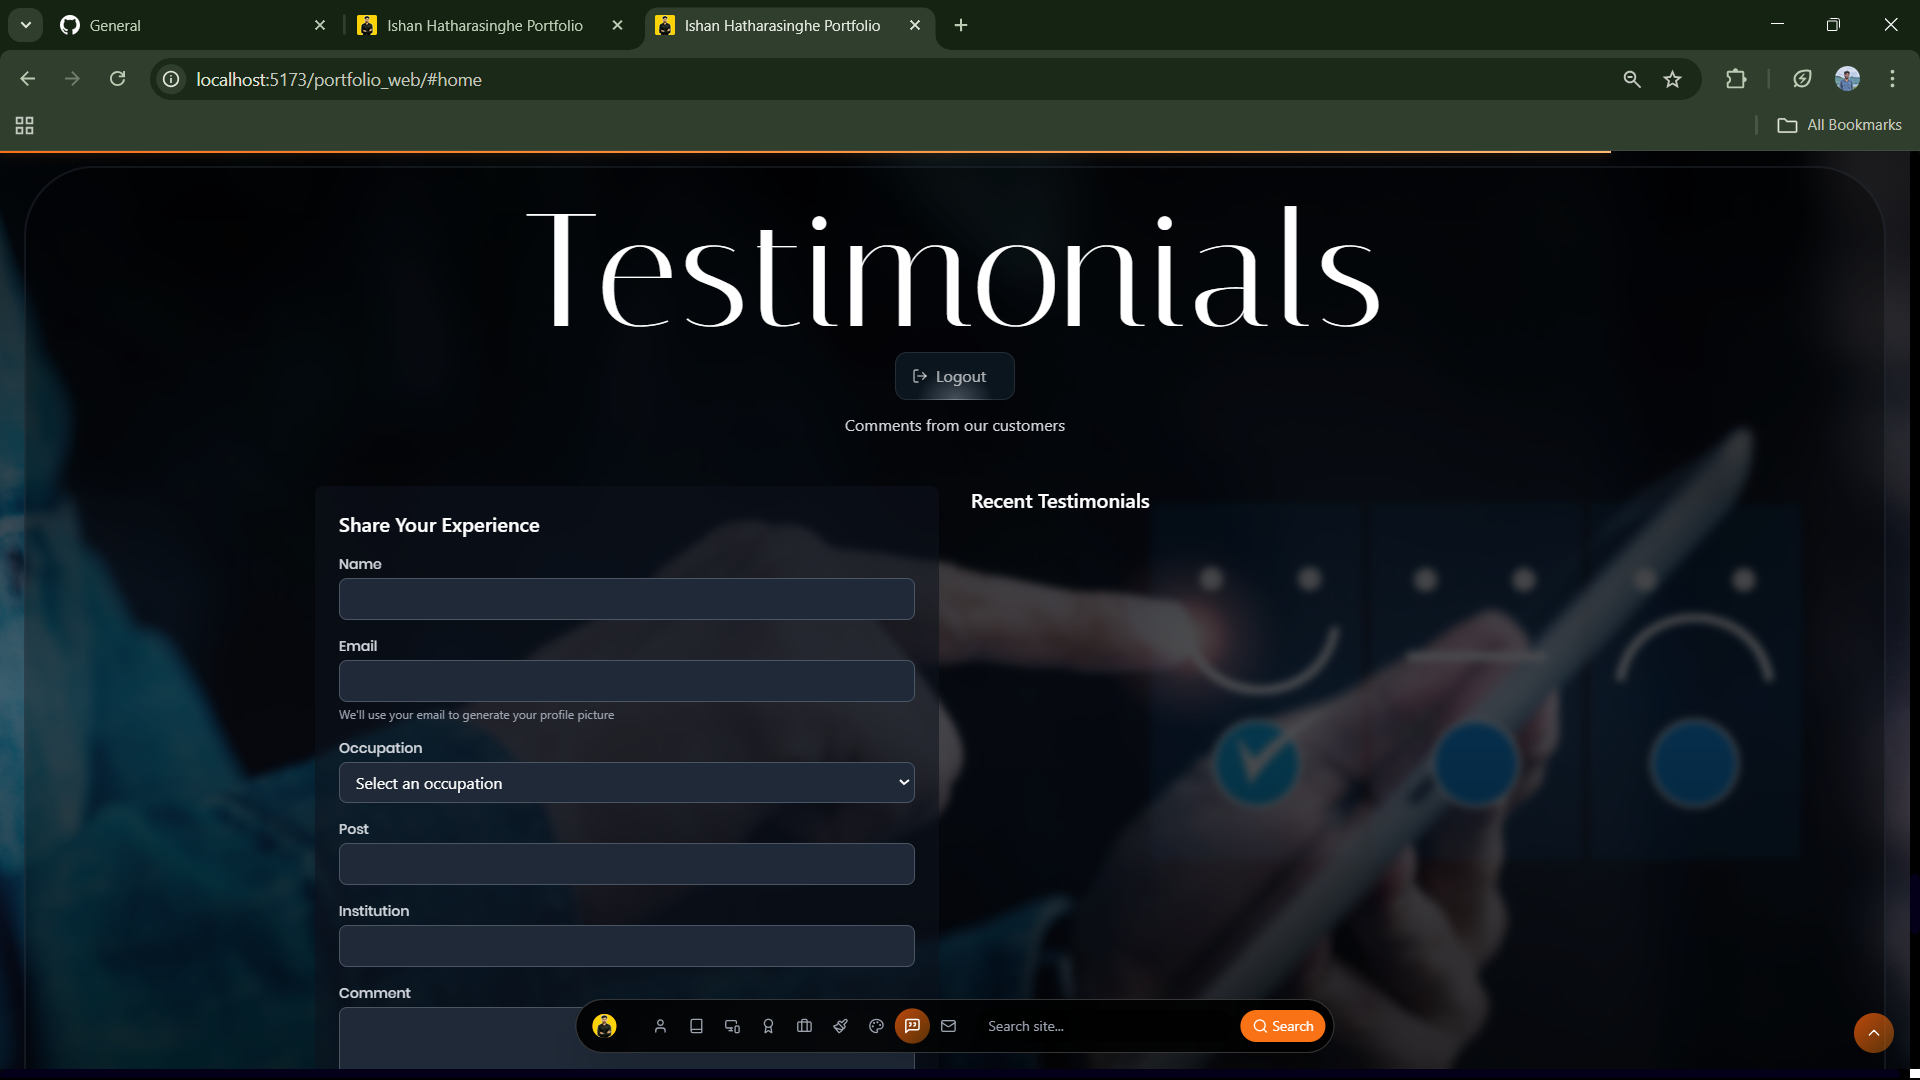 General
Ishan Hatharasinghe Portfolio
Ishan Hatharasinghe Portfolio
localhost:5173/portfolio_web/#home
All Bookmarks
Testimonials
Logout
Comments from our customers
Share Your Experience
Name
Email
We'll use your email to generate your profile picture
Occupation
Select an occupation
Post
Institution
Comment
Recent Testimonials
Search site...
Search